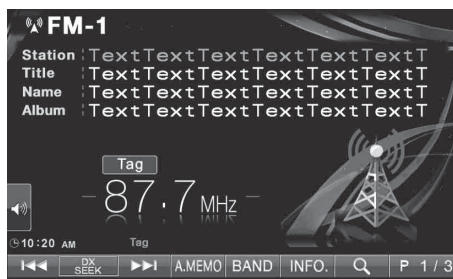 FM-1
Station TextTextTextTextTextTextT
Title TextTextTextTextTextTextT
Name TextTextTextTextTextTextT
Album TextTextTextTextTextTextT
Tag
87.7 MHz
10:20 AM Tag
DX SEEK A.MEMO BAND INFO. P 1/3